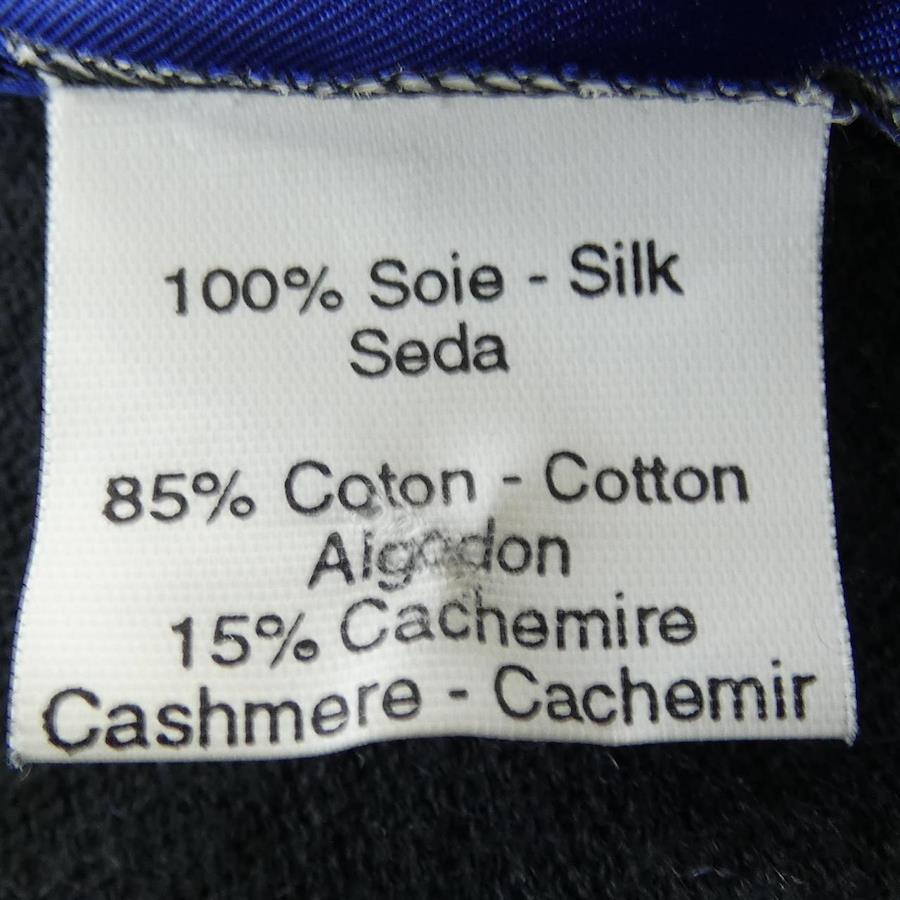 100% Soie - Silk
Seda
85% Coton - Cotton
Algodon
15% Cachemire
Cashmere - Cachemir